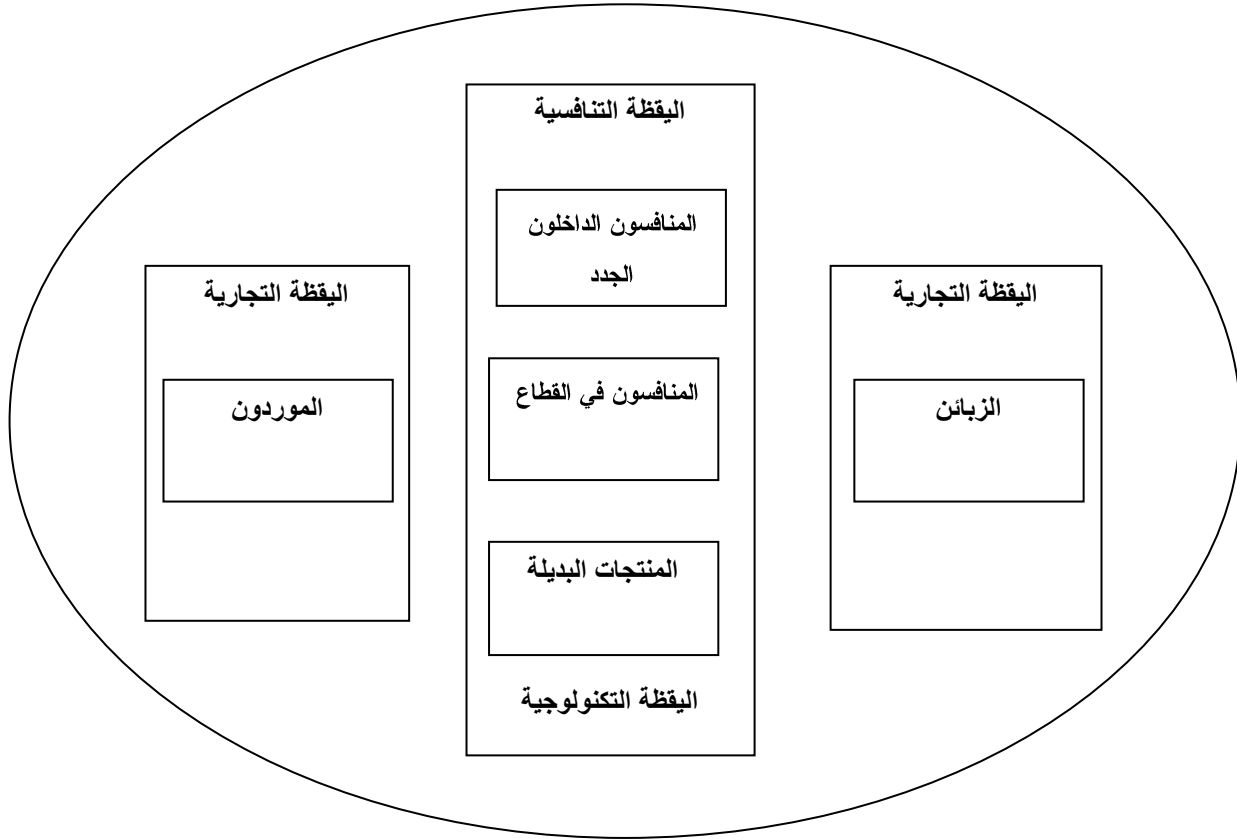 اليقظة التنافسية
المنافسون الداخلون
الجدد
اليقظة التجارية
الزبائن
المنافسون في القطاع
اليقظة التجارية
الموردون
المنتجات البديلة
اليقظة التكنولوجية